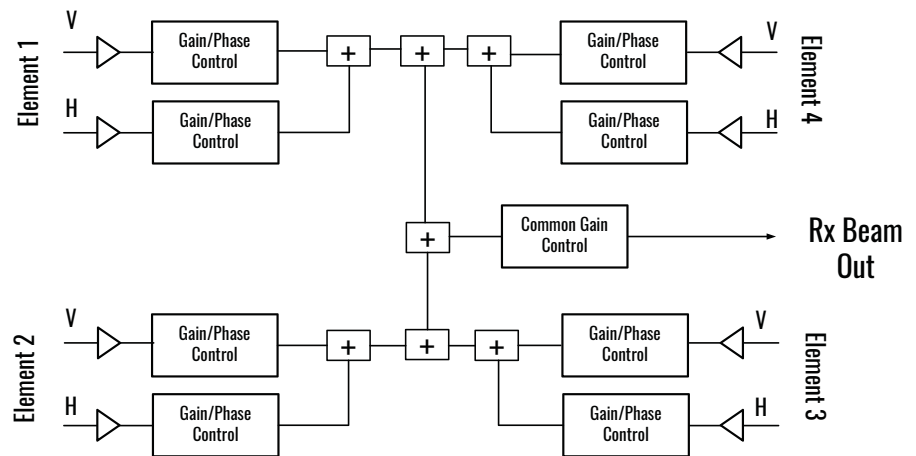 Element 1
V
Gain/Phase
Control
H
Gain/Phase
Control
+
+
+
Gain/Phase
Control
V
Gain/Phase
Control
H
Element 4
+
Common Gain
Control
Rx Beam
Out
Element 2
V
Gain/Phase
Control
H
Gain/Phase
Control
+
+
+
Gain/Phase
Control
V
Gain/Phase
Control
H
Element 3